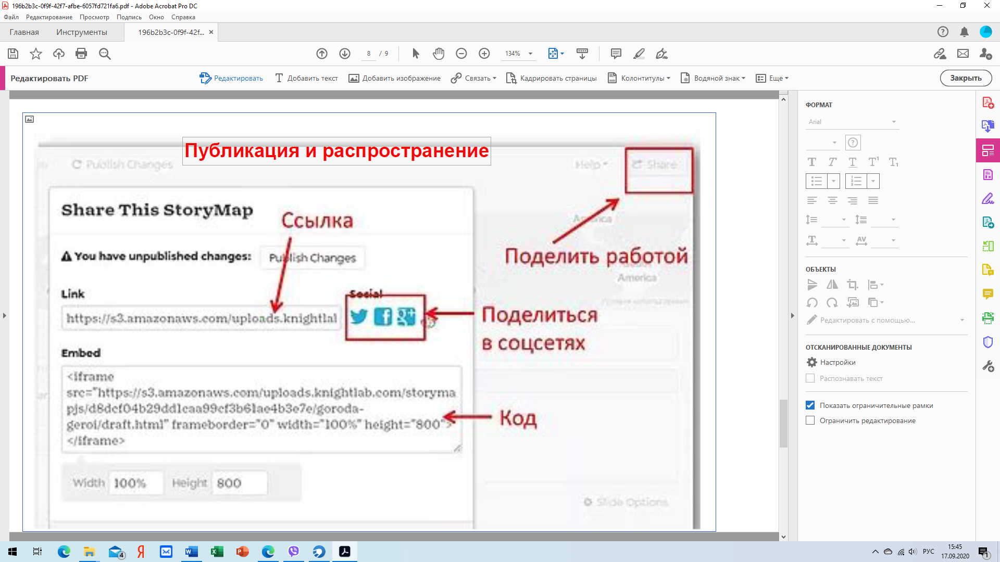 196b2b3c-0f9f-42f7-afbe-6057fd721fa6.pdf - Adobe Acrobat Pro DC
Файл Редактирование Просмотр Подпись Окно Справка
Главная Инструменты 196b2b3c-0f9f-42f... ×
8 / 9 134%
Редактировать PDF Редактировать Добавить текст Добавить изображение Связать Кадрировать страницы Колонтитулы Водяной знак Еще Закрыть
Публикация и распространение
Publish Changes Help Share
Share This StoryMap
Ссылка
America
Поделить работой
You have unpublished changes: Publish Changes
America
Link Social
https://s3.amazonaws.com/uploads.knightlal
Поделиться
в соцсетях
Embed
<iframe
src="https://s3.amazonaws.com/uploads.knightlab.com/storyma
pjs/d8dcf04b29dd1caa99cf3b61ae4b3e7e/goroda-
geroi/draft.html" frameborder="0" width="100%" height="800">
</iframe>
Код
Width 100% Height 800
Slide Options
ФОРМАТ
Arial
ОБЪЕКТЫ
Редактировать с помощью...
ОТСКАНИРОВАННЫЕ ДОКУМЕНТЫ
Настройки
Распознавать текст
Показать ограничительные рамки
Ограничить редактирование
4
РУС
15:45
17.09.2020
1